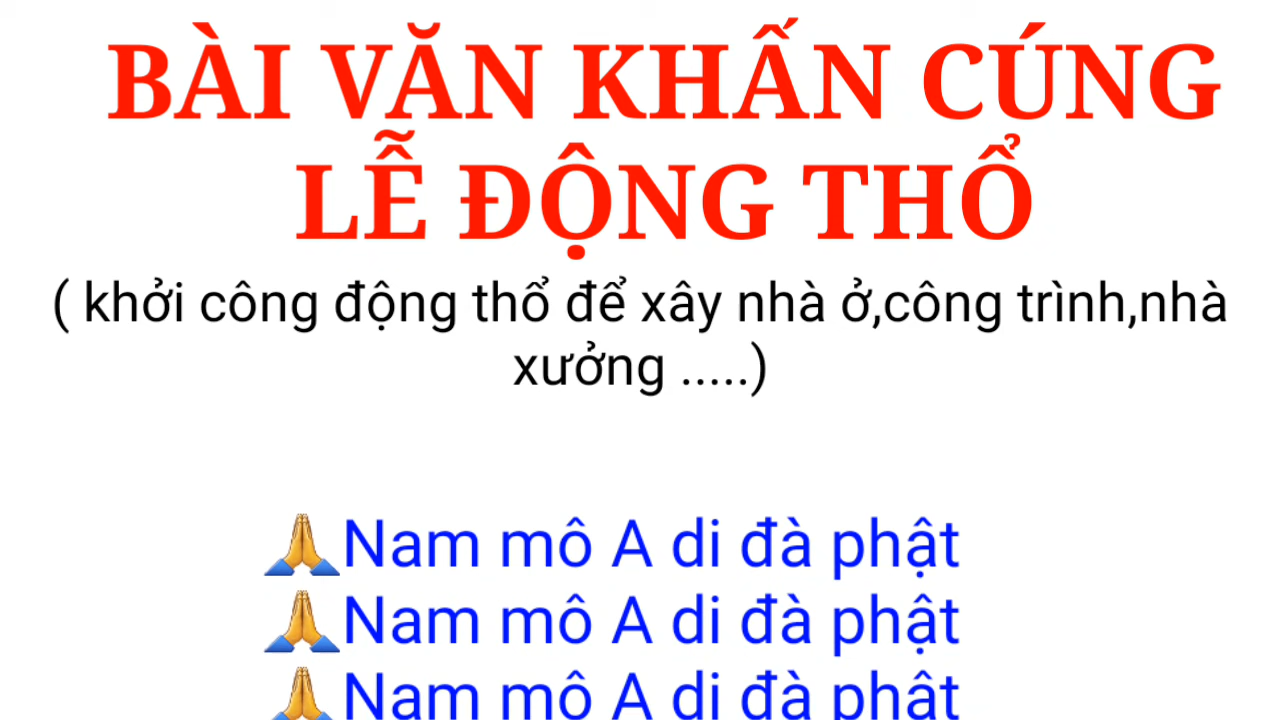 BÀI VĂN KHẤN CÚNG
LỄ ĐỘNG THỔ
( khởi công động thổ để xây nhà ở,công trình,nhà
xưởng .....)
🙏Nam mô A di đà phật
🙏Nam mô A di đà phật
🙏Nam mô A di đà phật